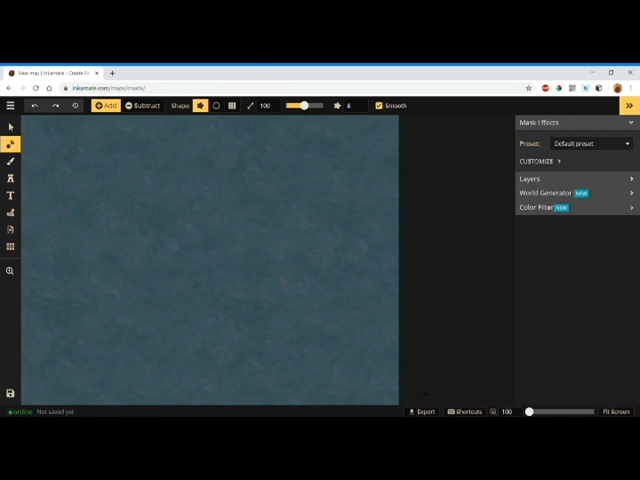 New map | Inkarnate - Create Fa
inkarnate.com/maps/create/
Add Subtract Shape: 100 8 Smooth
Mask Effects
Preset: Default preset
CUSTOMIZE
Layers
World Generator NEW
Color Filter NEW
online Not saved yet Export Shortcuts 100 Fit Screen